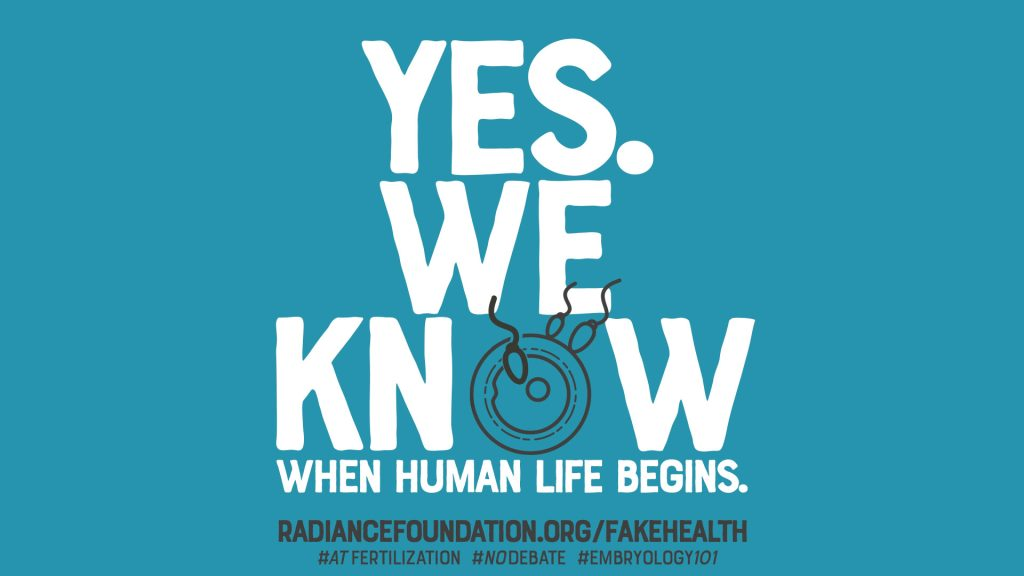 YES.
WE
KNOW
WHEN HUMAN LIFE BEGINS.
RADIANCEFOUNDATION.ORG/FAKEHEALTH
#ATFERTILIZATION #NODEBATE #EMBRYOLOGY101